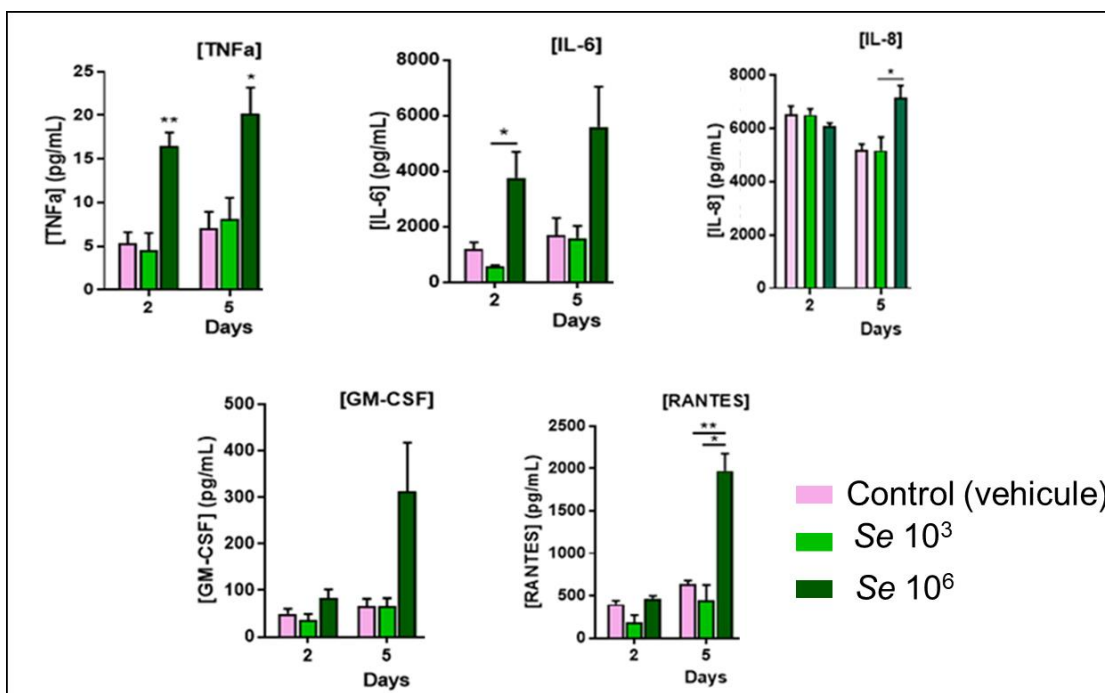 [TNFa]
[TNFa] (pg/mL)
25
20
15
10
5
0
**
*
2
5
Days
[IL-6]
[IL-6] (pg/mL)
8000
6000
4000
2000
0
*
2
5
Days
[IL-8]
[IL-8] (pg/mL)
8000
6000
4000
2000
0
*
2
5
Days
[GM-CSF]
[GM-CSF] (pg/mL)
500
400
300
200
100
0
2
5
Days
[RANTES]
[RANTES] (pg/mL)
2500
2000
1500
1000
500
0
**
*
2
5
Days
Control (vehicule)
Se 10³
Se 10⁶